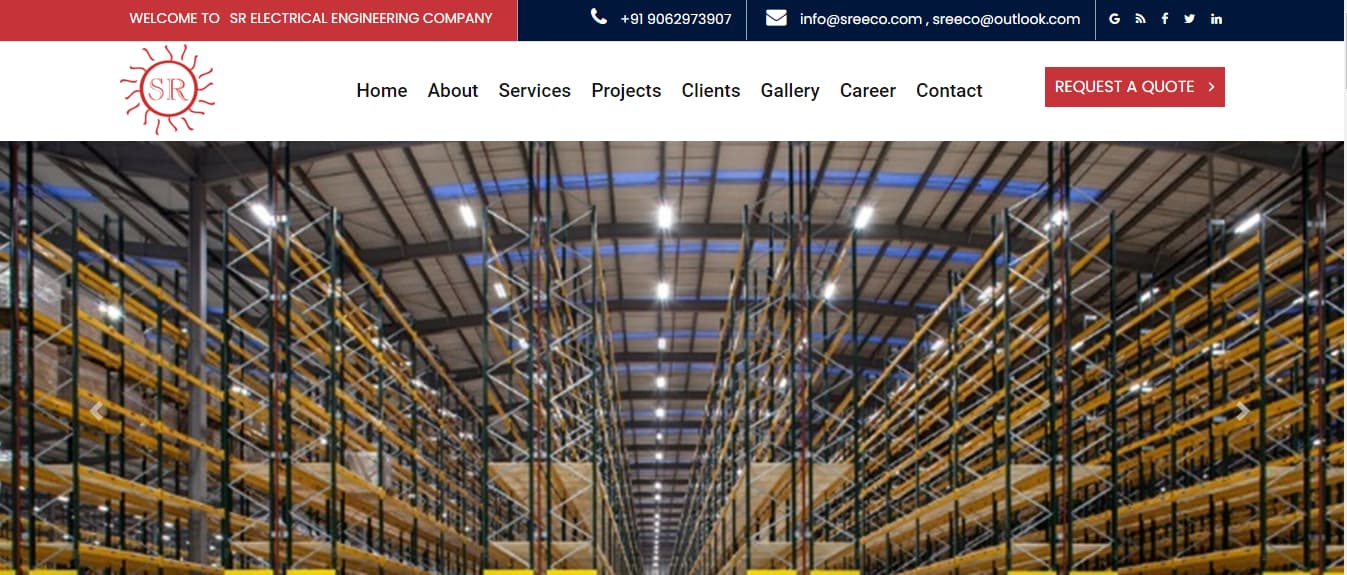 WELCOME TO SR ELECTRICAL ENGINEERING COMPANY
+91 9062973907
info@sreeco.com , sreeco@outlook.com
SR
Home About Services Projects Clients Gallery Career Contact
REQUEST A QUOTE